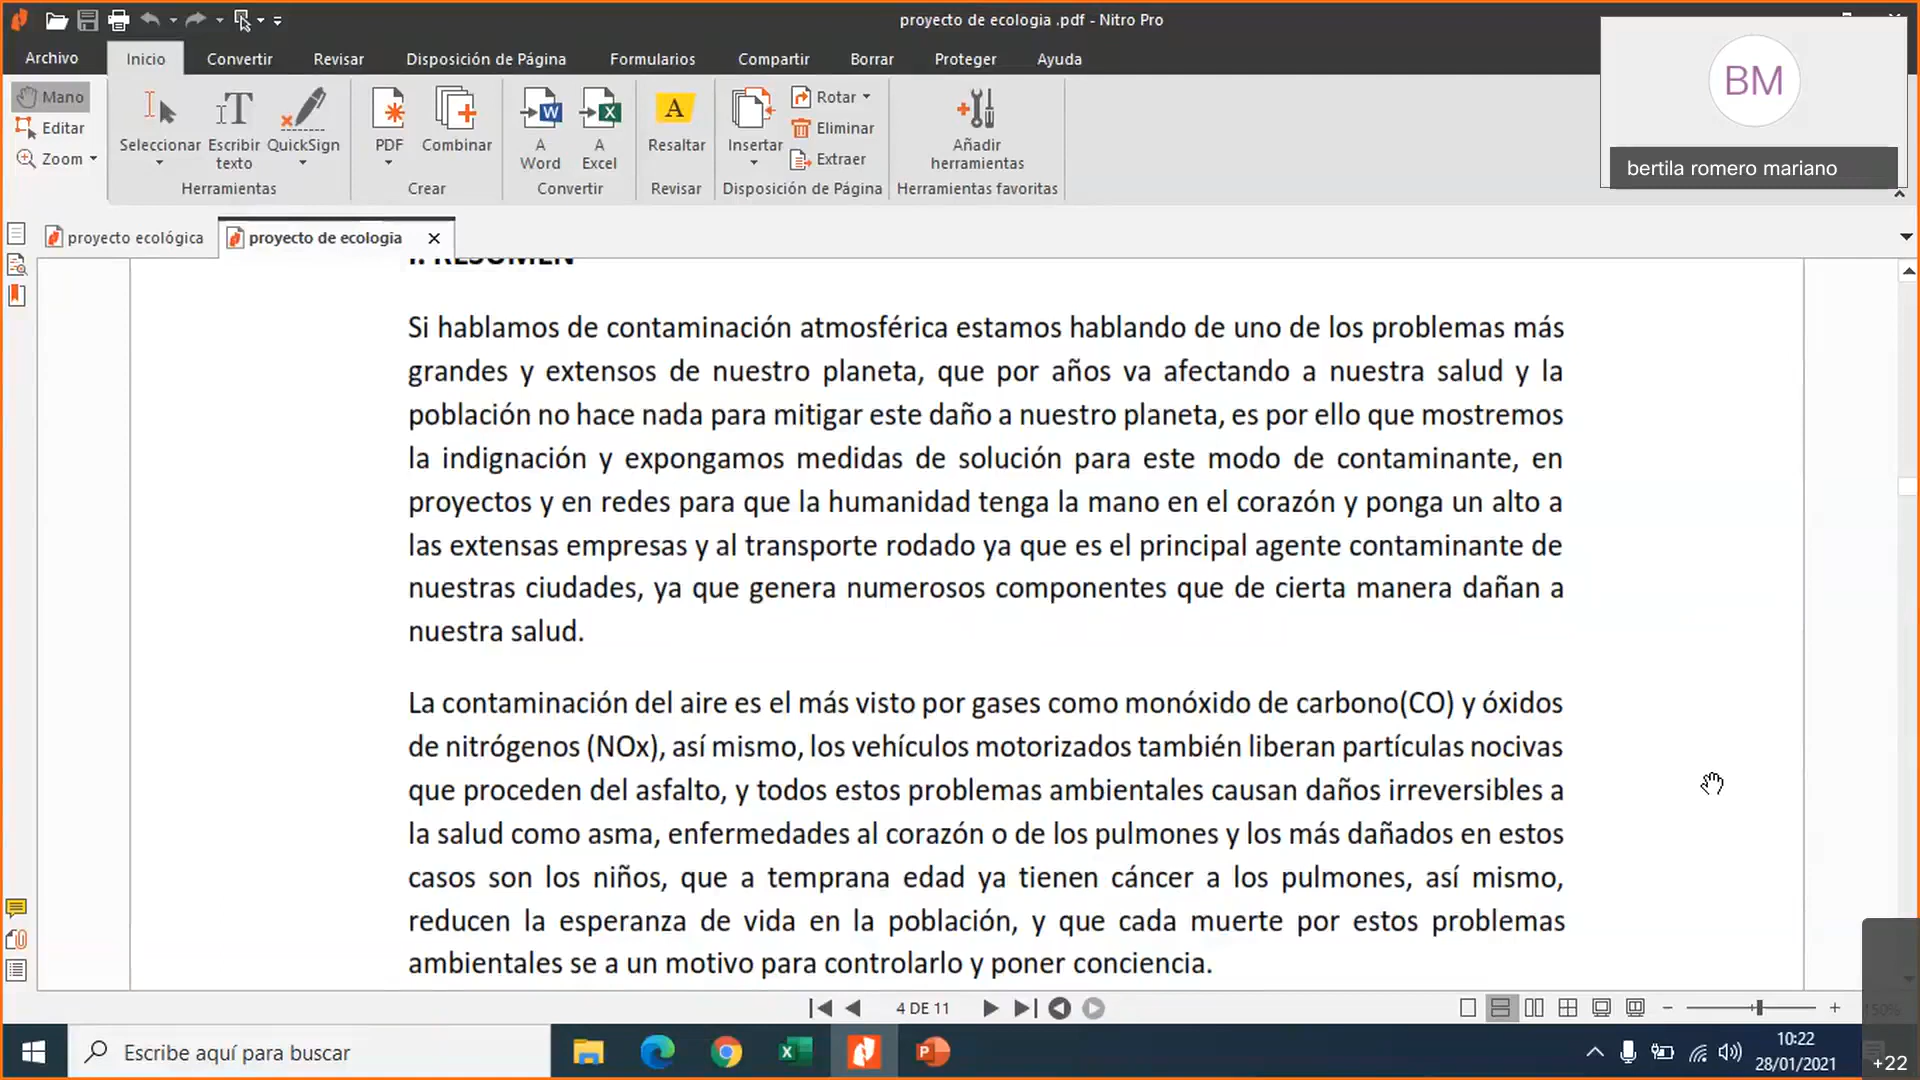 proyecto de ecologia .pdf - Nitro Pro
Archivo Inicio Convertir Revisar Disposición de Página Formularios Compartir Borrar Proteger Ayuda
BM
bertila romero mariano
Mano
Editar
Zoom
Seleccionar
Escribir texto
QuickSign
Herramientas
PDF
Combinar
Crear
A Word
A Excel
Convertir
Resaltar
Revisar
Insertar
Rotar
Eliminar
Extraer
Disposición de Página
Añadir herramientas
Herramientas favoritas
proyecto ecológica
proyecto de ecologia
I. RESUMEN
Si hablamos de contaminación atmosférica estamos hablando de uno de los problemas más
grandes y extensos de nuestro planeta, que por años va afectando a nuestra salud y la
población no hace nada para mitigar este daño a nuestro planeta, es por ello que mostremos
la indignación y expongamos medidas de solución para este modo de contaminante, en
proyectos y en redes para que la humanidad tenga la mano en el corazón y ponga un alto a
las extensas empresas y al transporte rodado ya que es el principal agente contaminante de
nuestras ciudades, ya que genera numerosos componentes que de cierta manera dañan a
nuestra salud.
La contaminación del aire es el más visto por gases como monóxido de carbono(CO) y óxidos
de nitrógenos (NOx), así mismo, los vehículos motorizados también liberan partículas nocivas
que proceden del asfalto, y todos estos problemas ambientales causan daños irreversibles a
la salud como asma, enfermedades al corazón o de los pulmones y los más dañados en estos
casos son los niños, que a temprana edad ya tienen cáncer a los pulmones, así mismo,
reducen la esperanza de vida en la población, y que cada muerte por estos problemas
ambientales se a un motivo para controlarlo y poner conciencia.
4 DE 11
150%
Escribe aquí para buscar
10:22
28/01/2021
+22